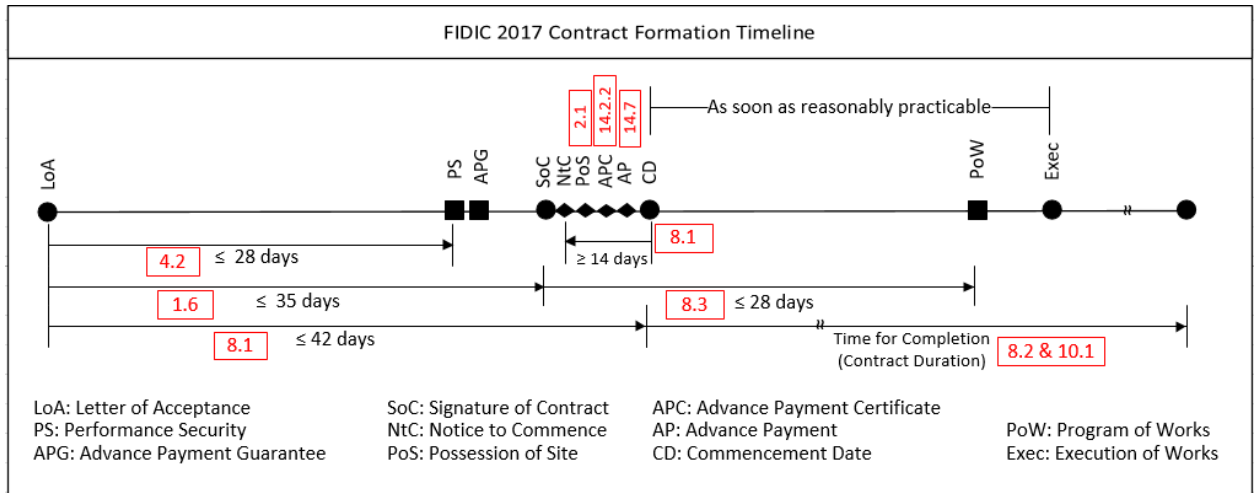 FIDIC 2017 Contract Formation Timeline
2.1
14.2.2
14.7
As soon as reasonably practicable
LoA
PS
APG
SoC
NtC
PoS
APC
AP
CD
PoW
Exec
4.2 ≤ 28 days
≥ 14 days
8.1
1.6 ≤ 35 days
8.3 ≤ 28 days
8.1 ≤ 42 days
Time for Completion
(Contract Duration)
8.2 & 10.1
LoA: Letter of Acceptance
PS: Performance Security
APG: Advance Payment Guarantee
SoC: Signature of Contract
NtC: Notice to Commence
PoS: Possession of Site
APC: Advance Payment Certificate
AP: Advance Payment
CD: Commencement Date
PoW: Program of Works
Exec: Execution of Works